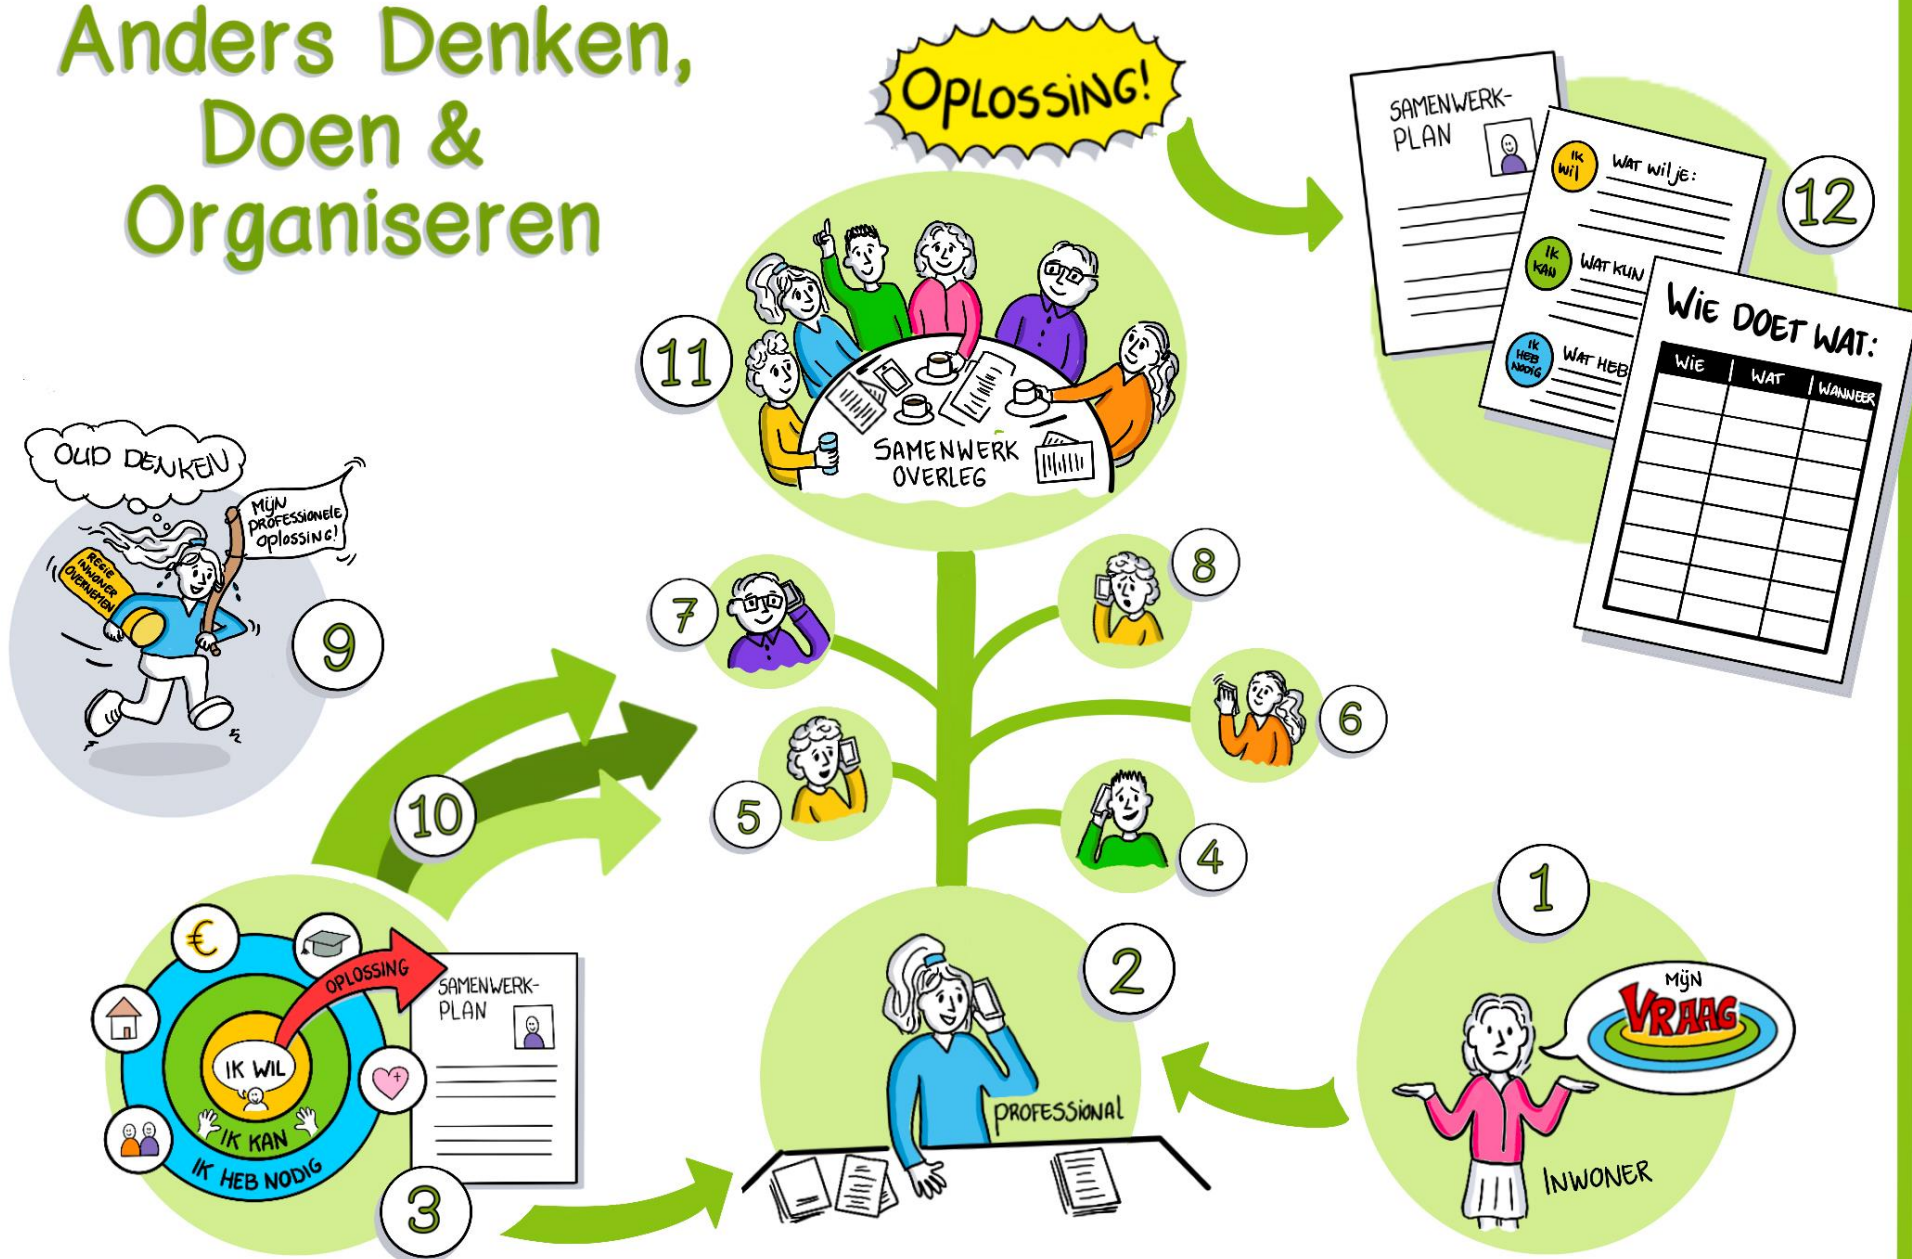 Anders Denken,
Doen &
Organiseren
OPLOSSING!
SAMENWERK-
PLAN
IK
WIL
WAT WIL JE:
IK
KAN
WAT KUN
IK
HEB
NODIG
WAT HEB
WIE DOET WAT:
WIE WAT WANNEER
12
11
SAMENWERK
OVERLEG
OUD DENKEN
MIJN
PROFESSIONELE
OPLOSSING!
REGIE
INWONER
OVERNEMEN
9
7
8
6
5
4
10
1
MIJN
VRAAG
INWONER
2
PROFESSIONAL
€
OPLOSSING
SAMENWERK-
PLAN
IK WIL
IK KAN
IK HEB NODIG
3